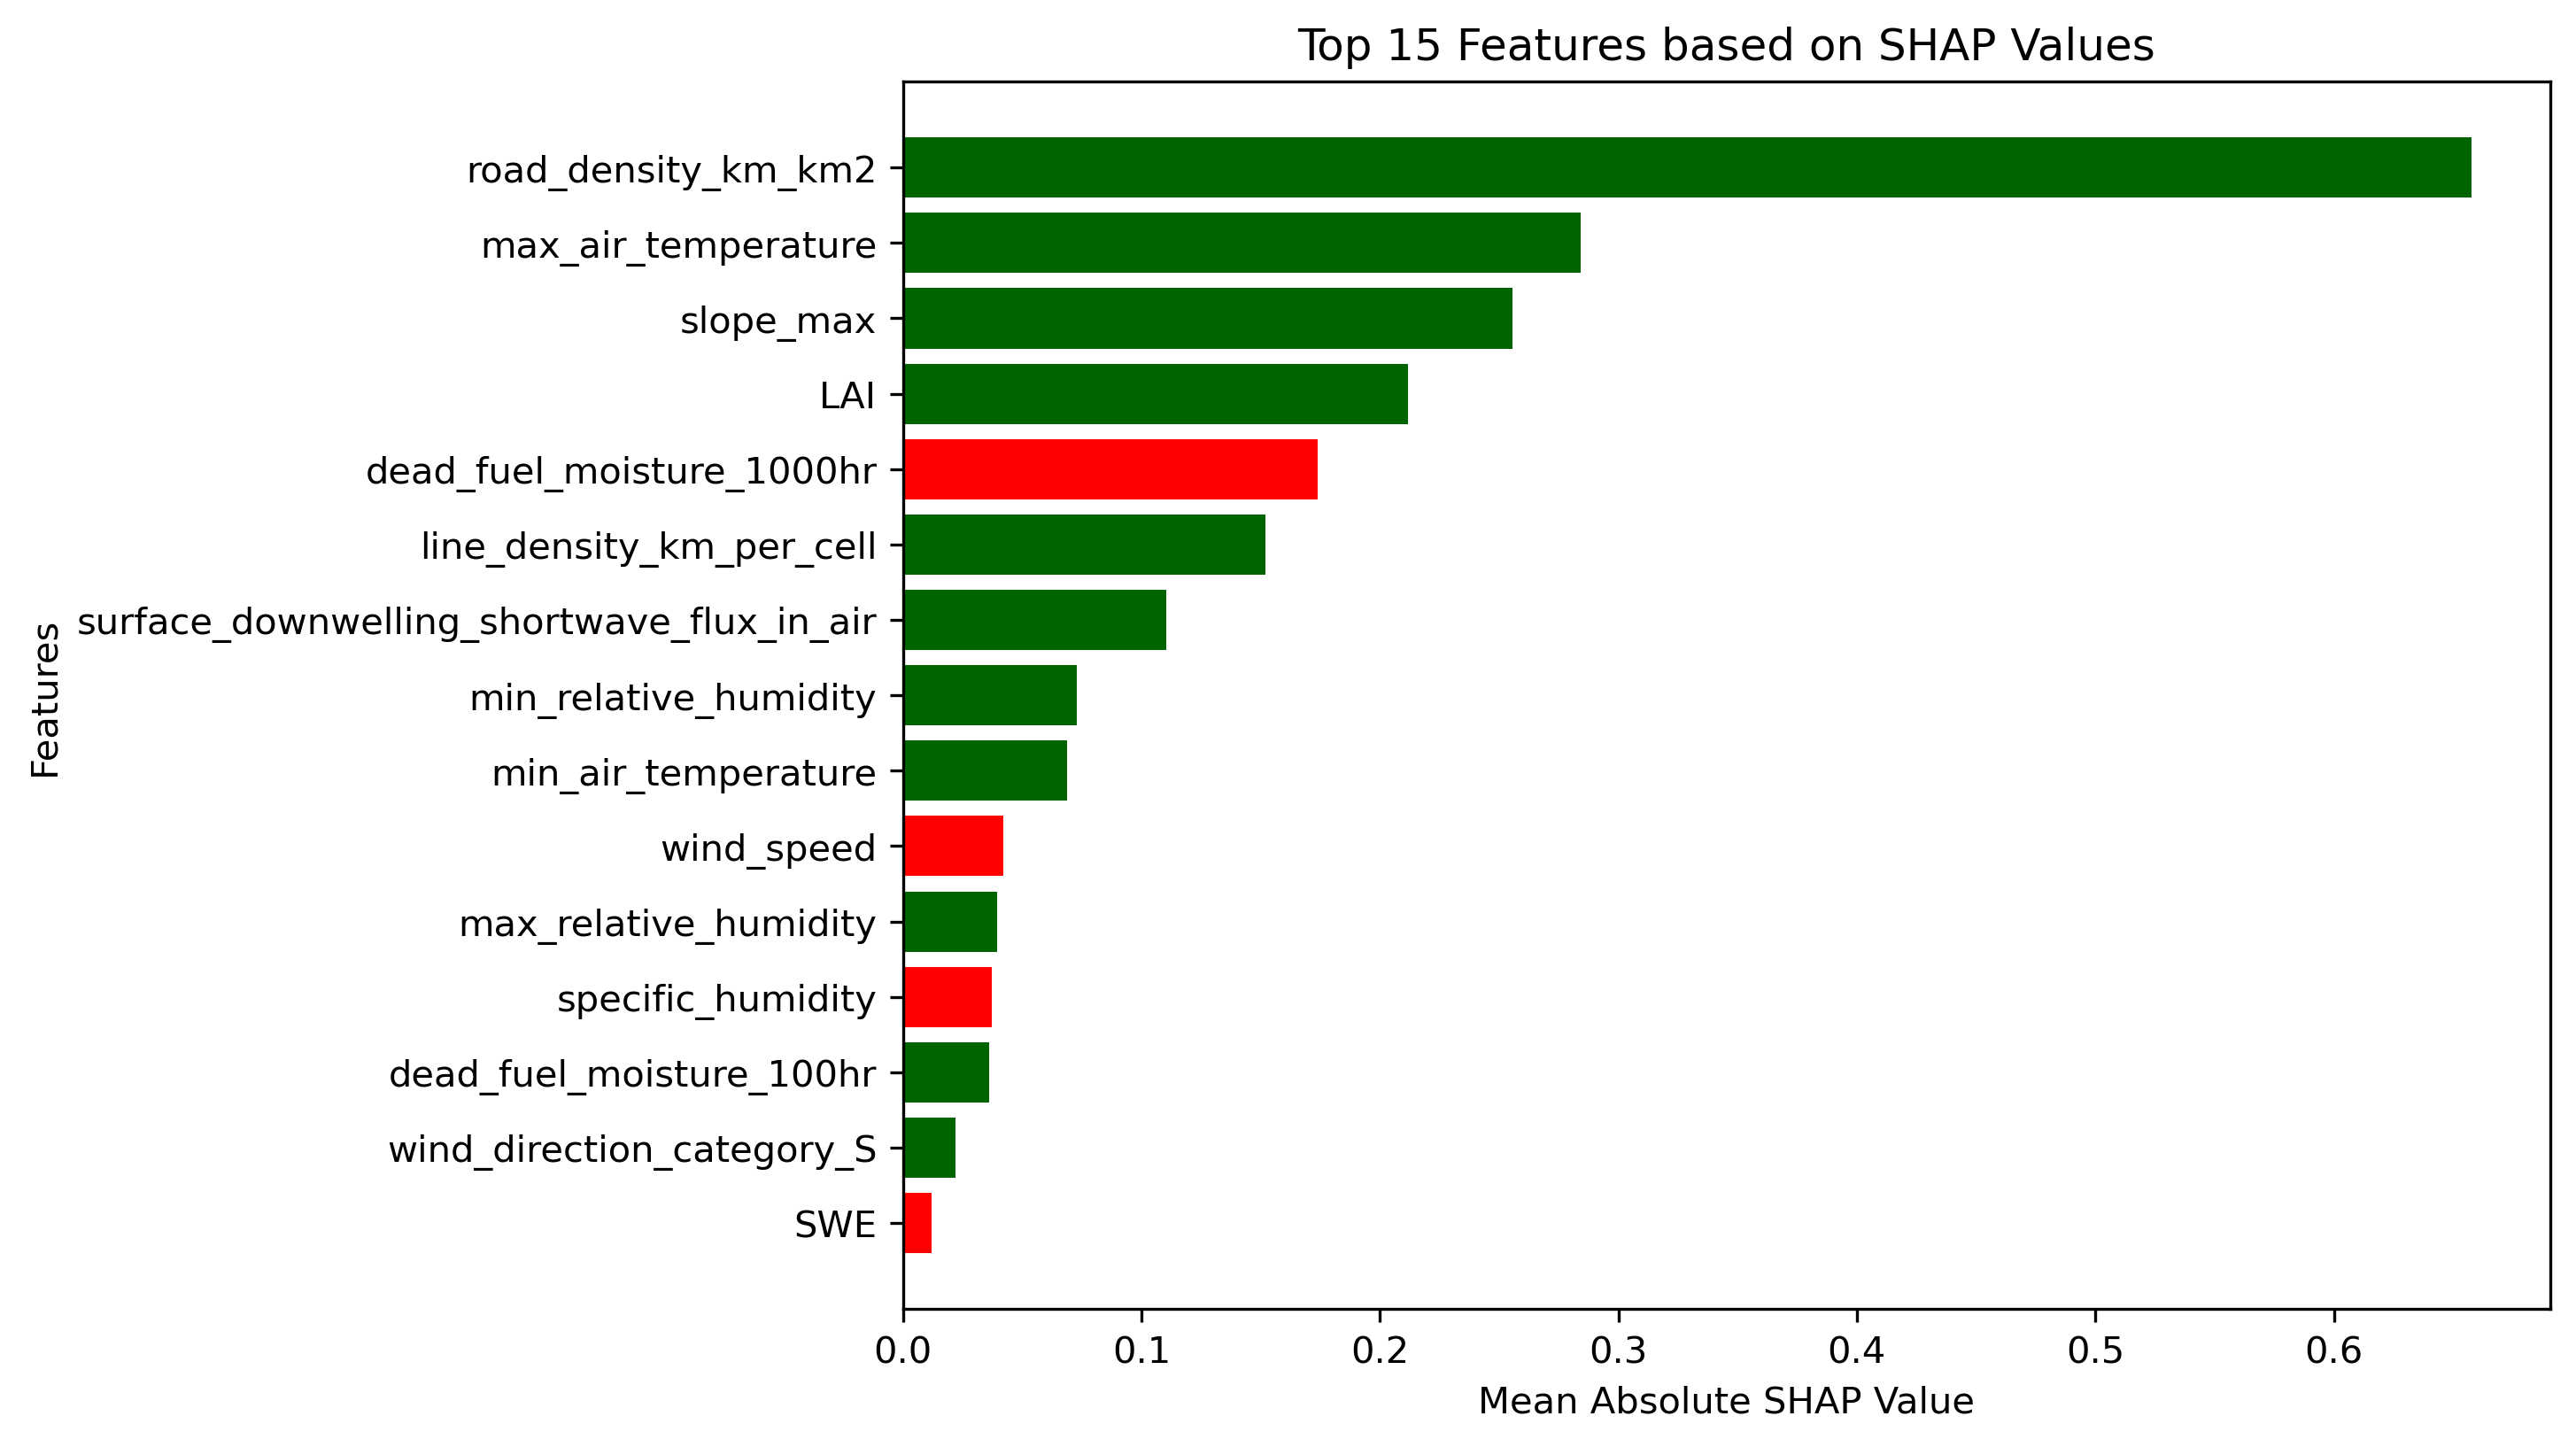 Top 15 Features based on SHAP Values
Features
road_density_km_km2
max_air_temperature
slope_max
LAI
dead_fuel_moisture_1000hr
line_density_km_per_cell
surface_downwelling_shortwave_flux_in_air
min_relative_humidity
min_air_temperature
wind_speed
max_relative_humidity
specific_humidity
dead_fuel_moisture_100hr
wind_direction_category_S
SWE
0.0 0.1 0.2 0.3 0.4 0.5 0.6
Mean Absolute SHAP Value